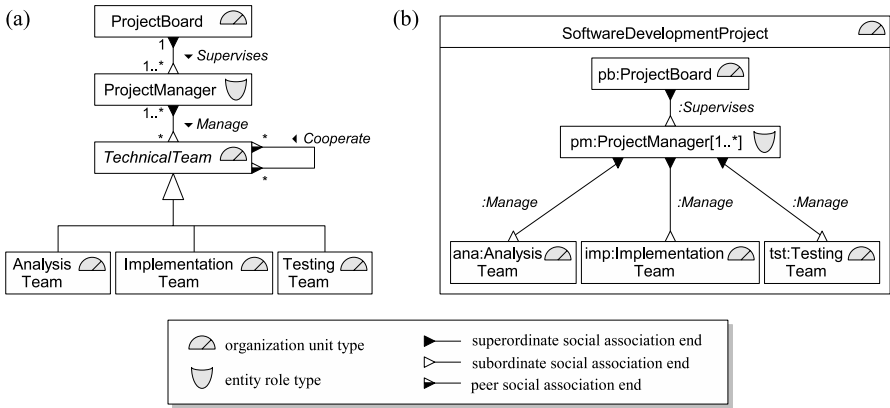 (a)
ProjectBoard
1
Supervises
1..*
ProjectManager
1..*
Manage
*
TechnicalTeam
*
Cooperate
*
Analysis
Team
Implementation
Team
Testing
Team
(b)
SoftwareDevelopmentProject
pb:ProjectBoard
:Supervises
pm:ProjectManager[1..*]
:Manage
:Manage
:Manage
ana:Analysis
Team
imp:Implementation
Team
tst:Testing
Team
organization unit type
entity role type
superordinate social association end
subordinate social association end
peer social association end